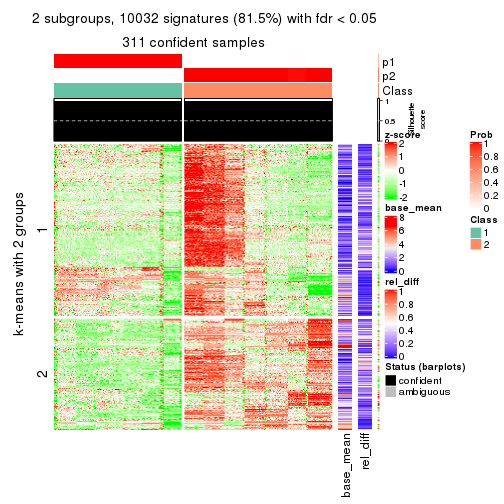 2 subgroups, 10032 signatures (81.5%) with fdr < 0.05
311 confident samples
p1
p2
Class
1
0.5
0
Silhouette
score
k-means with 2 groups
1
2
base_mean
rel_diff
z-score
2
1
0
-1
-2
base_mean
8
6
4
2
0
rel_diff
1
0.8
0.6
0.4
0.2
0
Status (barplots)
confident
ambiguous
Prob
1
0.8
0.6
0.4
0.2
0
Class
1
2